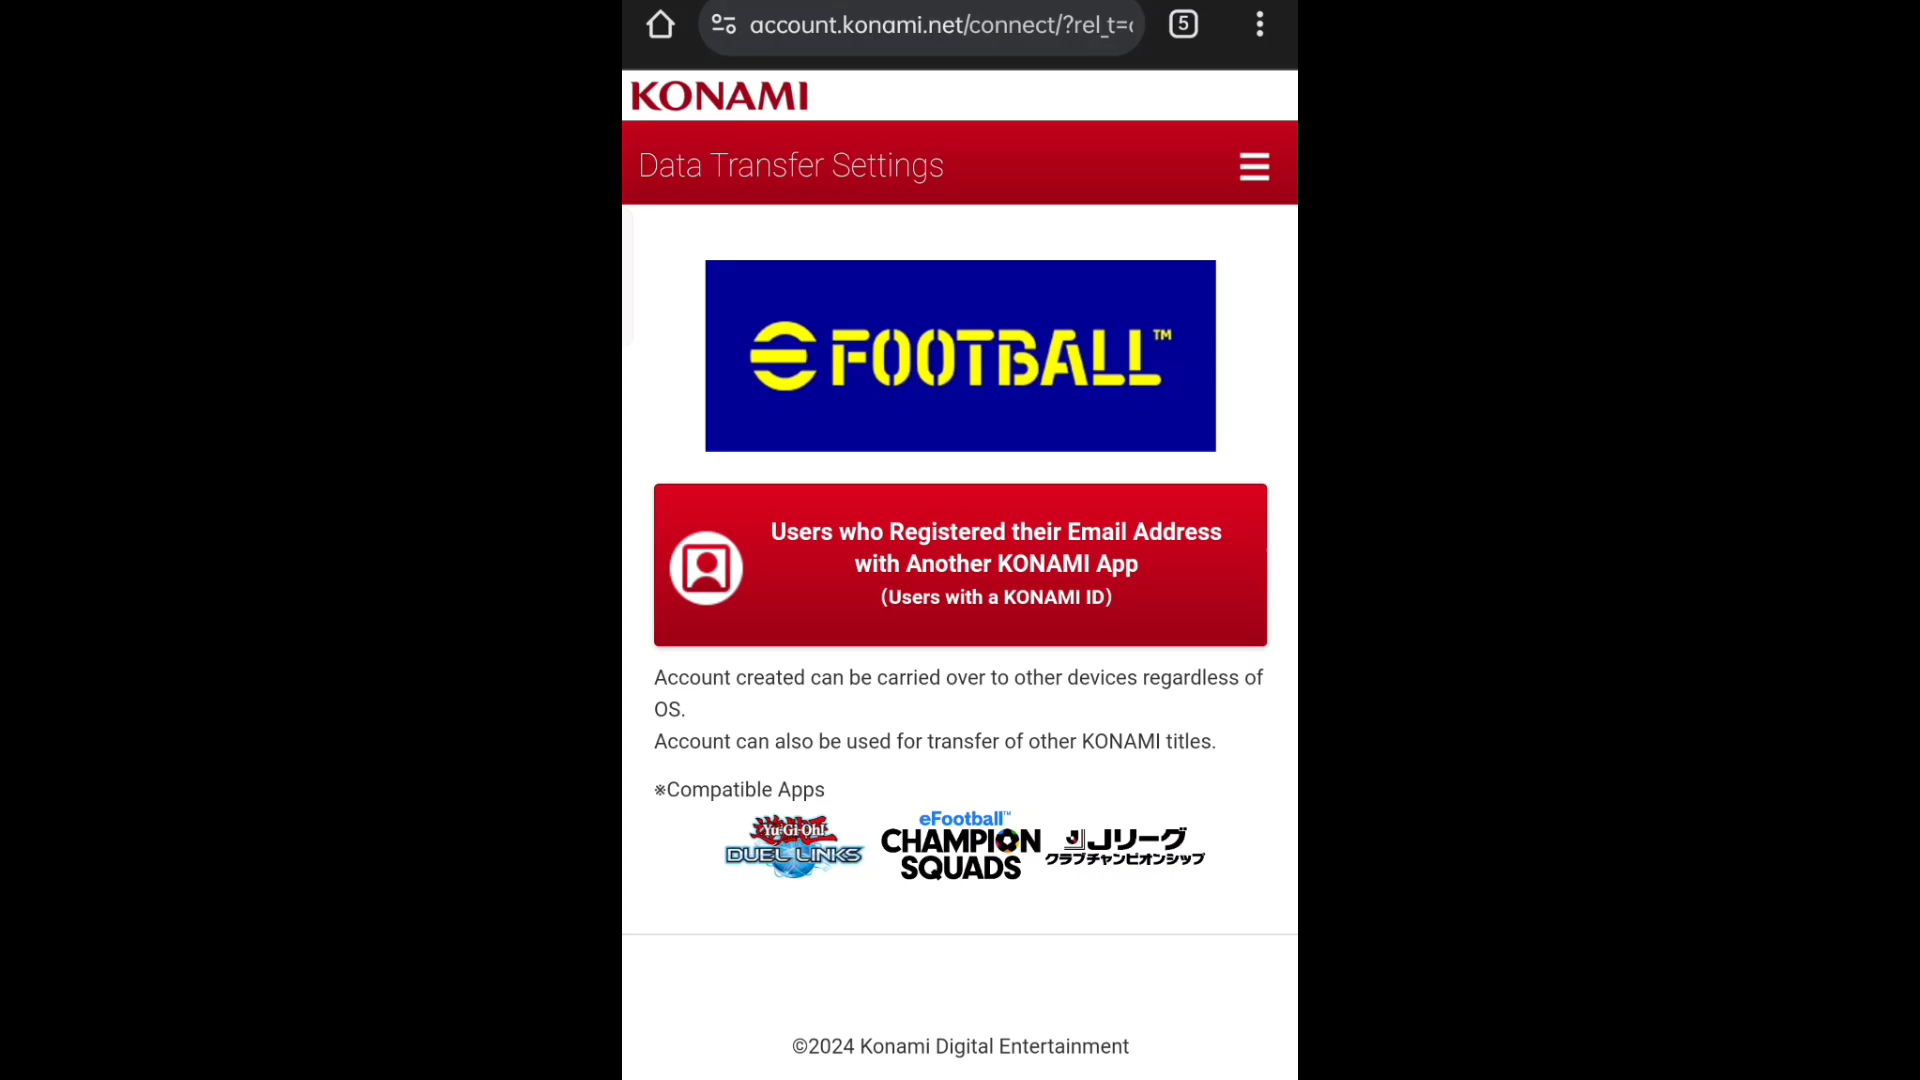 account.konami.net/connect/?rel_t=
5
KONAMI
Data Transfer Settings
FOOTBALL™
Users who Registered their Email Address
with Another KONAMI App
(Users with a KONAMI ID)
Account created can be carried over to other devices regardless of
OS.
Account can also be used for transfer of other KONAMI titles.
※Compatible Apps
Yu-Gi-Oh!
DUEL LINKS
eFootball™
CHAMPION
SQUADS
Jリーグ
クラブチャンピオンシップ
©2024 Konami Digital Entertainment